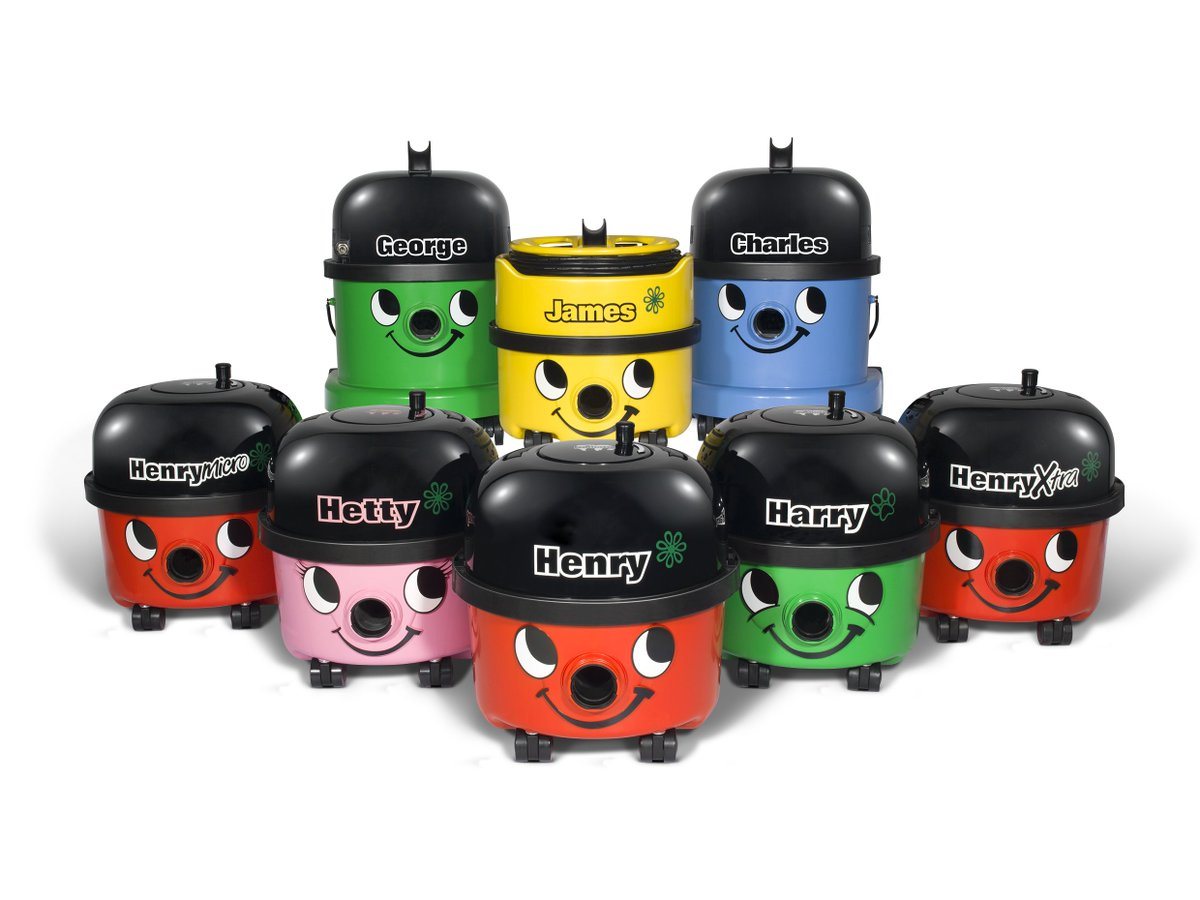 George
Charles
James
Henrymicro
HenryXtra
Hetty
Harry
Henry